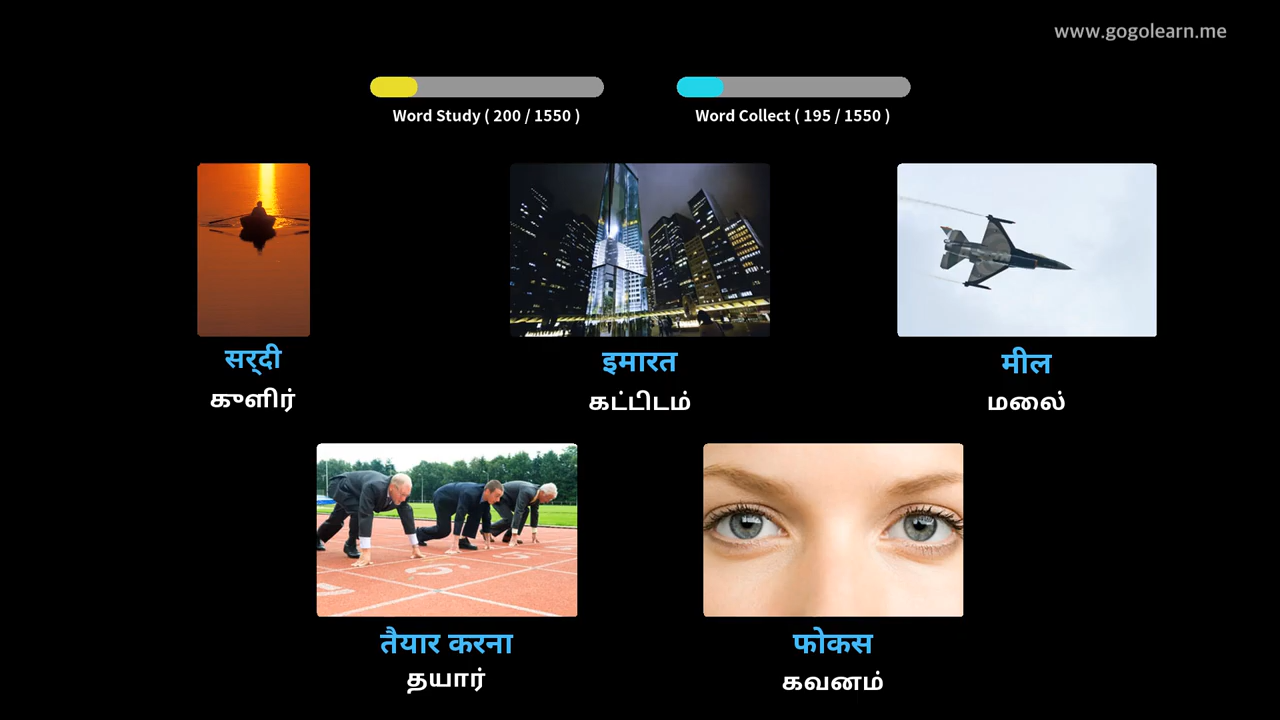 www.gogolearn.me
Word Study ( 200 / 1550 )
Word Collect ( 195 / 1550 )
सर्दी
குளிர்
इमारत
கட்டிடம்
मील
மலை்
तैयार करना
தயார்
फोकस
கவனம்